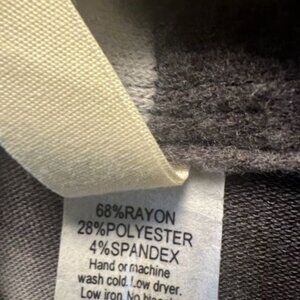 68%RAYON
28%POLYESTER
4%SPANDEX
Hand or machine
wash cold. Low dryer.
Low iron. No